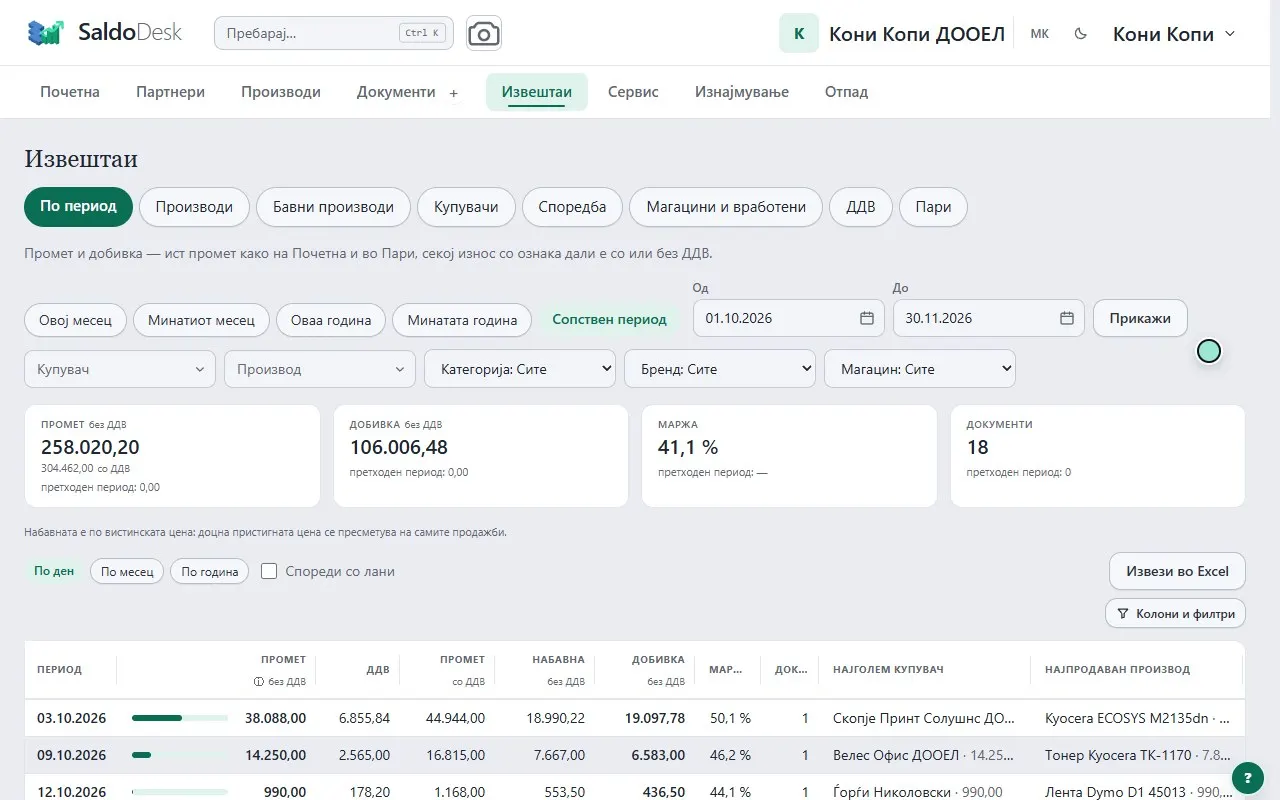 SaldoDesk
Пребарај... Ctrl K
К Кони Копи ДООЕЛ МК Кони Копи
Почетна Партнери Производи Документи + Извештаи Сервис Изнајмување Отпад
Извештаи
По период Производи Бавни производи Купувачи Споредба Магацини и вработени ДДВ Пари
Промет и добивка — ист промет како на Почетна и во Пари, секој износ со ознака дали е со или без ДДВ.
Од До
Овој месец Минатиот месец Оваа година Минатата година Сопствен период 01.10.2026 30.11.2026 Прикажи
Купувач Производ Категорија: Сите Бренд: Сите Магацин: Сите
ПРОМЕТ без ДДВ ДОБИВКА без ДДВ МАРЖА ДОКУМЕНТИ
258.020,20 106.006,48 41,1 % 18
304.462,00 со ДДВ
претходен период: 0,00 претходен период: 0,00 претходен период: — претходен период: 0
Набавната е по вистинската цена: доцна пристигната цена се пресметува на самите продажби.
По ден По месец По година Спореди со лани Извези во Excel
Колони и филтри
ПЕРИОД ПРОМЕТ без ДДВ ДДВ ПРОМЕТ со ДДВ НАБАВНА без ДДВ ДОБИВКА без ДДВ МАР... ДОК... НАЈГОЛЕМ КУПУВАЧ НАЈПРОДАВАН ПРОИЗВОД
03.10.2026 38.088,00 6.855,84 44.944,00 18.990,22 19.097,78 50,1 % 1 Скопје Принт Солушнс ДО... Kyocera ECOSYS M2135dn · ...
09.10.2026 14.250,00 2.565,00 16.815,00 7.667,00 6.583,00 46,2 % 1 Велес Офис ДООЕЛ · 14.25... Тонер Kyocera TK-1170 · 7.8...
12.10.2026 990,00 178,20 1.168,00 553,50 436,50 44,1 % 1 Ѓорѓи Николовски · 990,00 Лента Dymo D1 45013 · 990,...
?